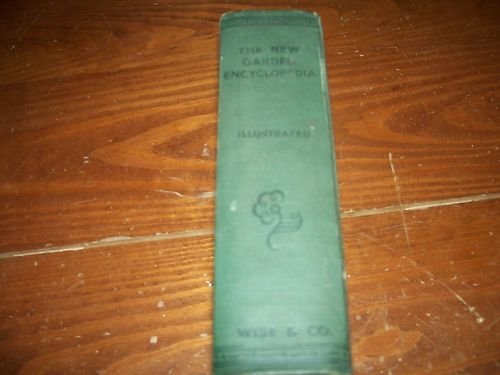 THE NEW
GARDEN
ENCYCLOPEDIA
ILLUSTRATED
WISE & CO.